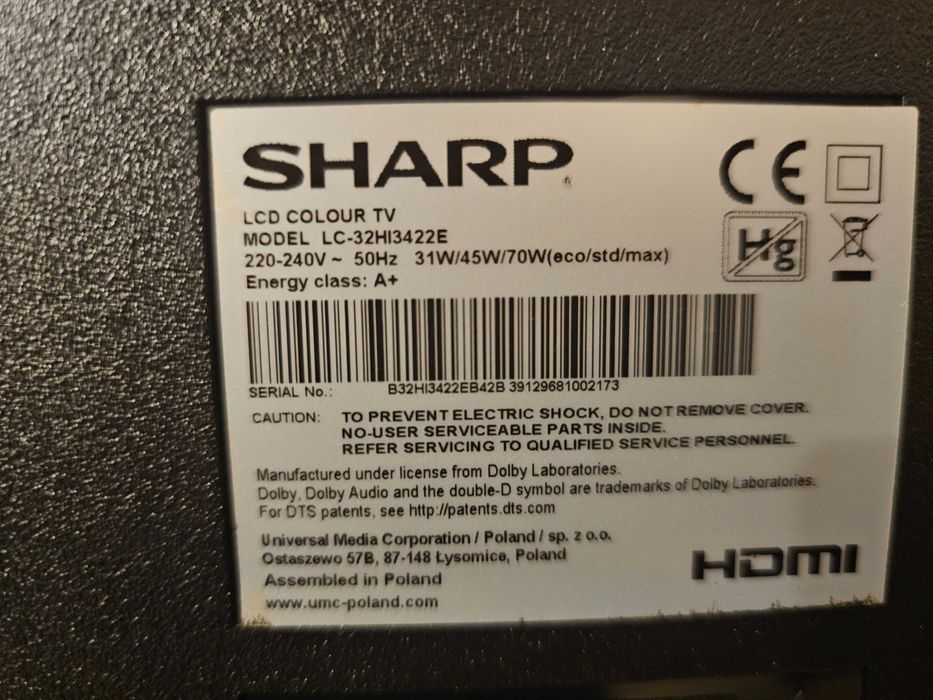 SHARP®
LCD COLOUR TV
MODEL LC-32HI3422E
220-240V ~ 50Hz 31W/45W/70W(eco/std/max)
Energy class: A+
CE
Hg
SERIAL No.: B32HI3422EB42B 39129681002173
CAUTION: TO PREVENT ELECTRIC SHOCK, DO NOT REMOVE COVER.
NO-USER SERVICEABLE PARTS INSIDE.
REFER SERVICING TO QUALIFIED SERVICE PERSONNEL.
Manufactured under license from Dolby Laboratories.
Dolby, Dolby Audio and the double-D symbol are trademarks of Dolby Laboratories.
For DTS patents, see http://patents.dts.com
Universal Media Corporation / Poland / sp. z o.o.
Ostaszewo 57B, 87-148 Łysomice, Poland
Assembled in Poland
www.umc-poland.com
HDMI